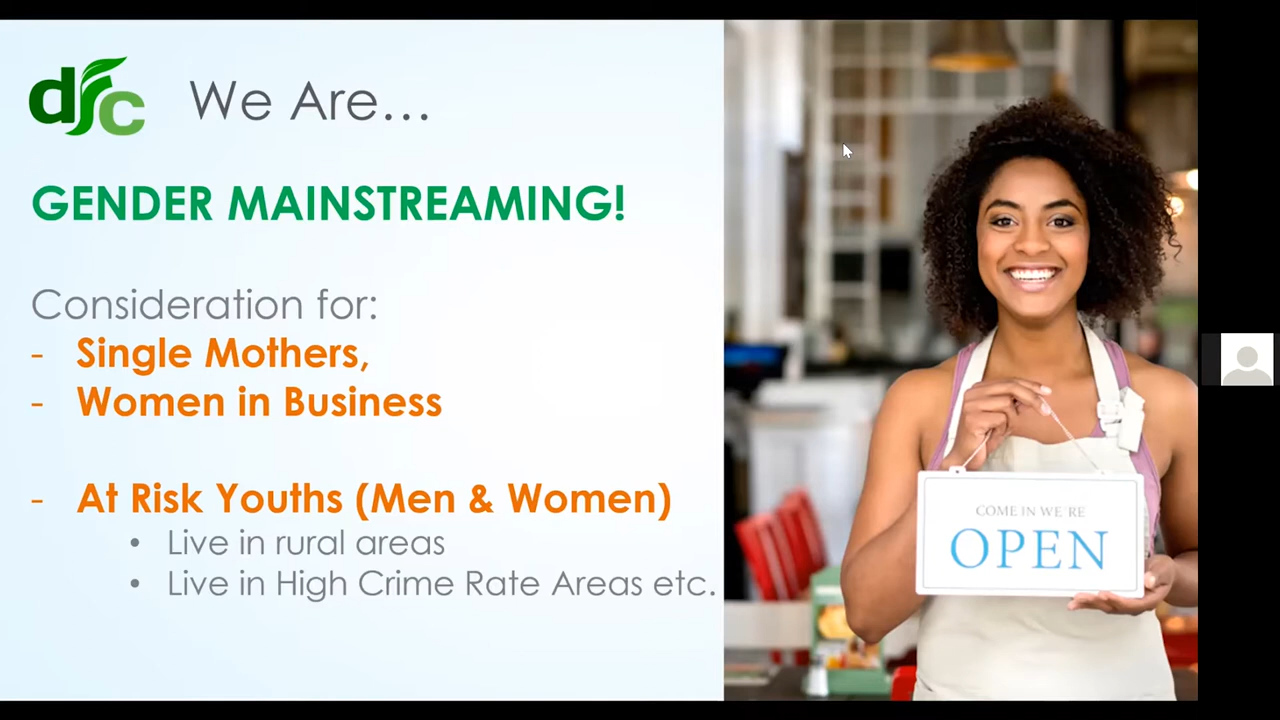 dfc
We Are…
GENDER MAINSTREAMING!
Consideration for:
- Single Mothers,
- Women in Business
- At Risk Youths (Men & Women)
• Live in rural areas
• Live in High Crime Rate Areas etc.
COME IN WE RE
OPEN